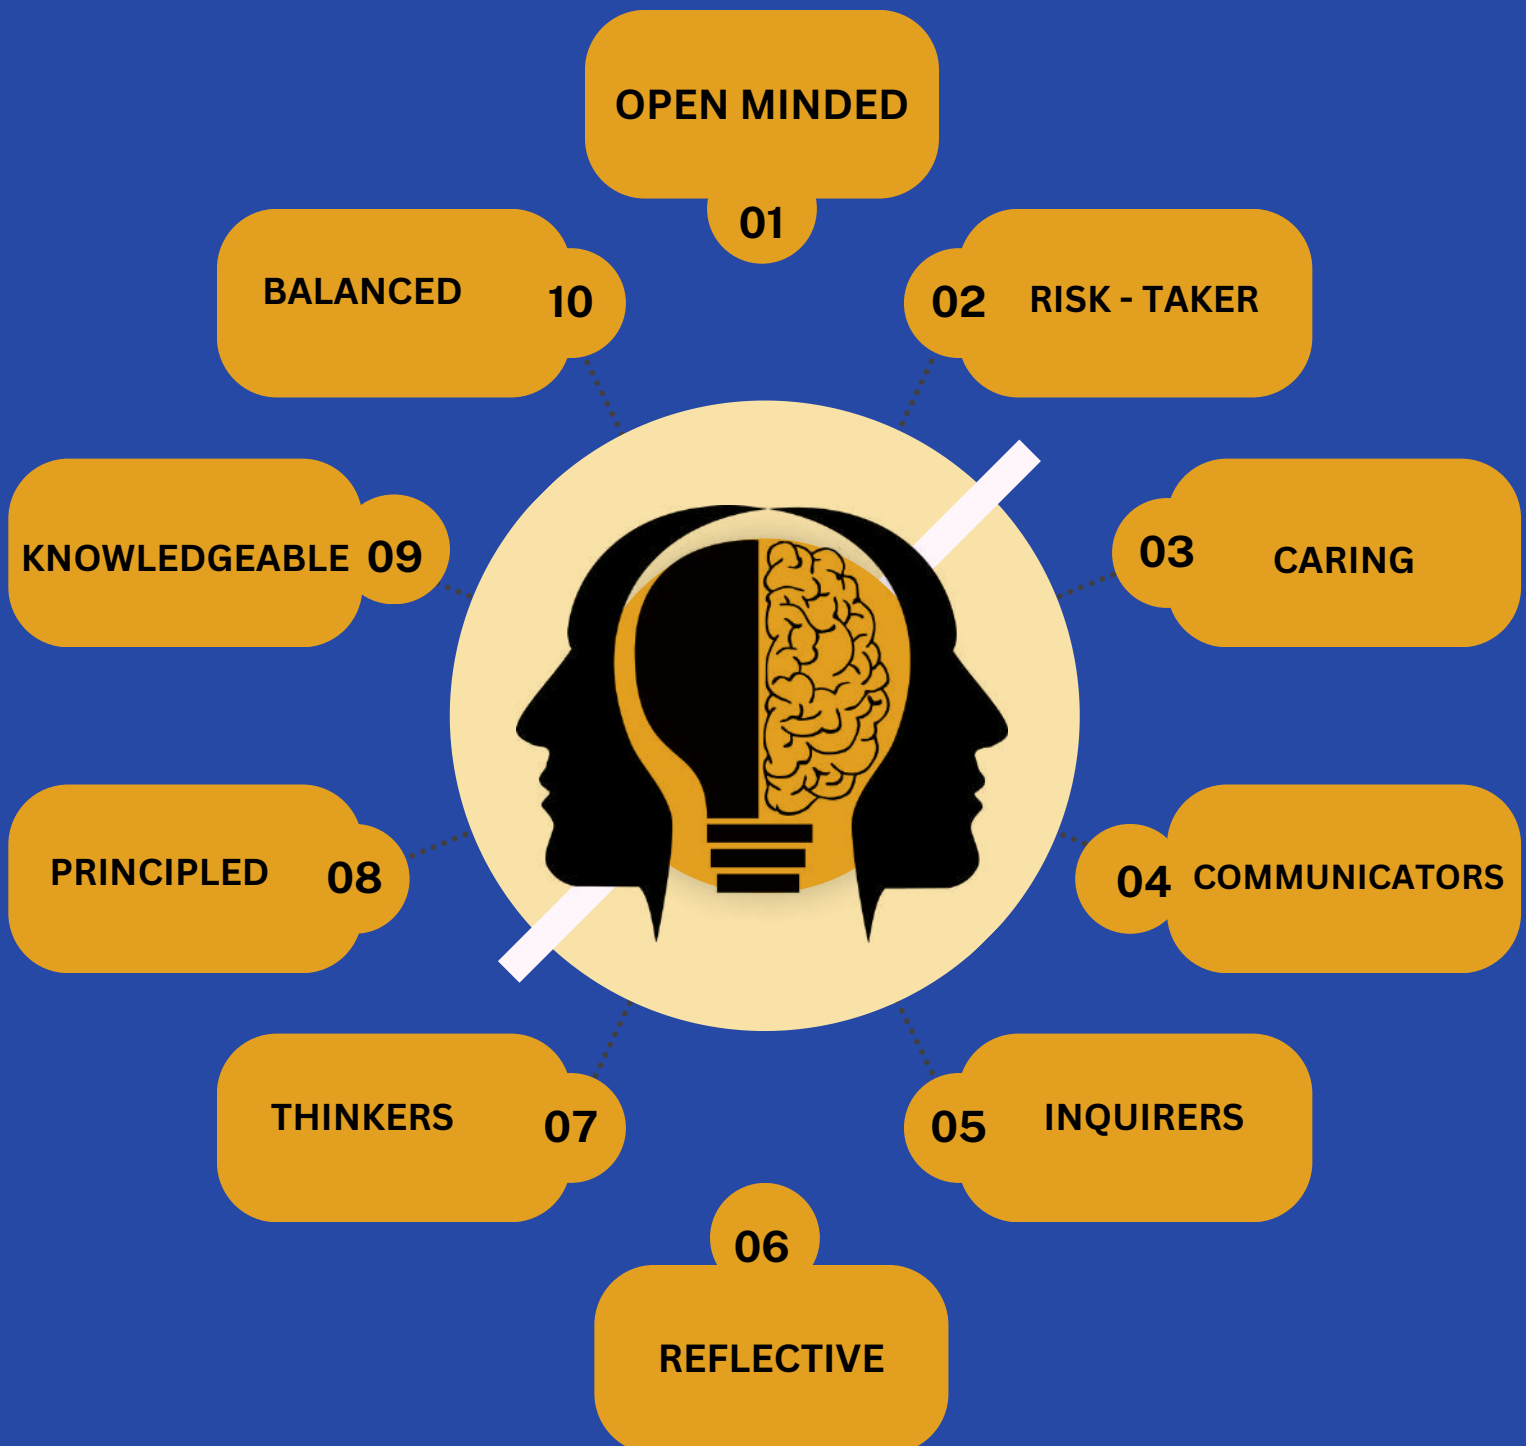 OPEN MINDED
01
02 RISK - TAKER
03 CARING
04 COMMUNICATORS
05 INQUIRERS
06
REFLECTIVE
THINKERS 07
PRINCIPLED 08
KNOWLEDGEABLE 09
BALANCED 10